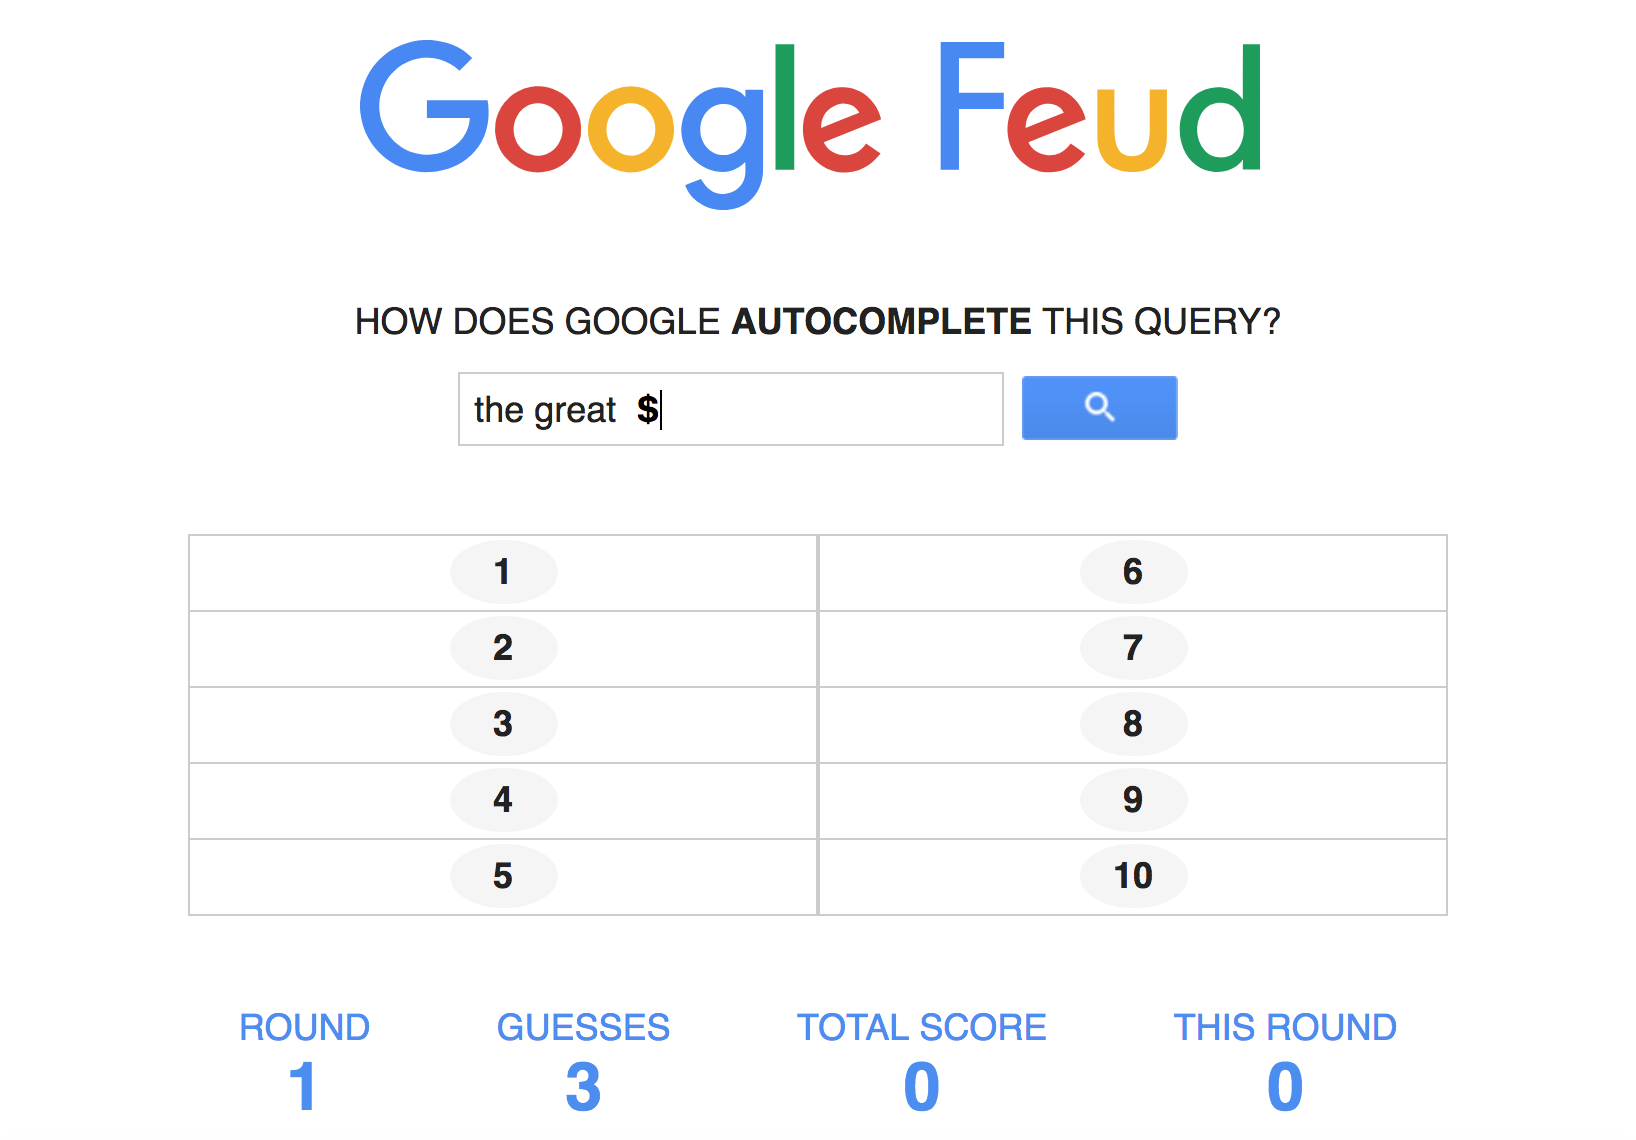 Google Feud
HOW DOES GOOGLE AUTOCOMPLETE THIS QUERY?
the great $
1 6
2 7
3 8
4 9
5 10
ROUND GUESSES TOTAL SCORE THIS ROUND
1 3 0 0